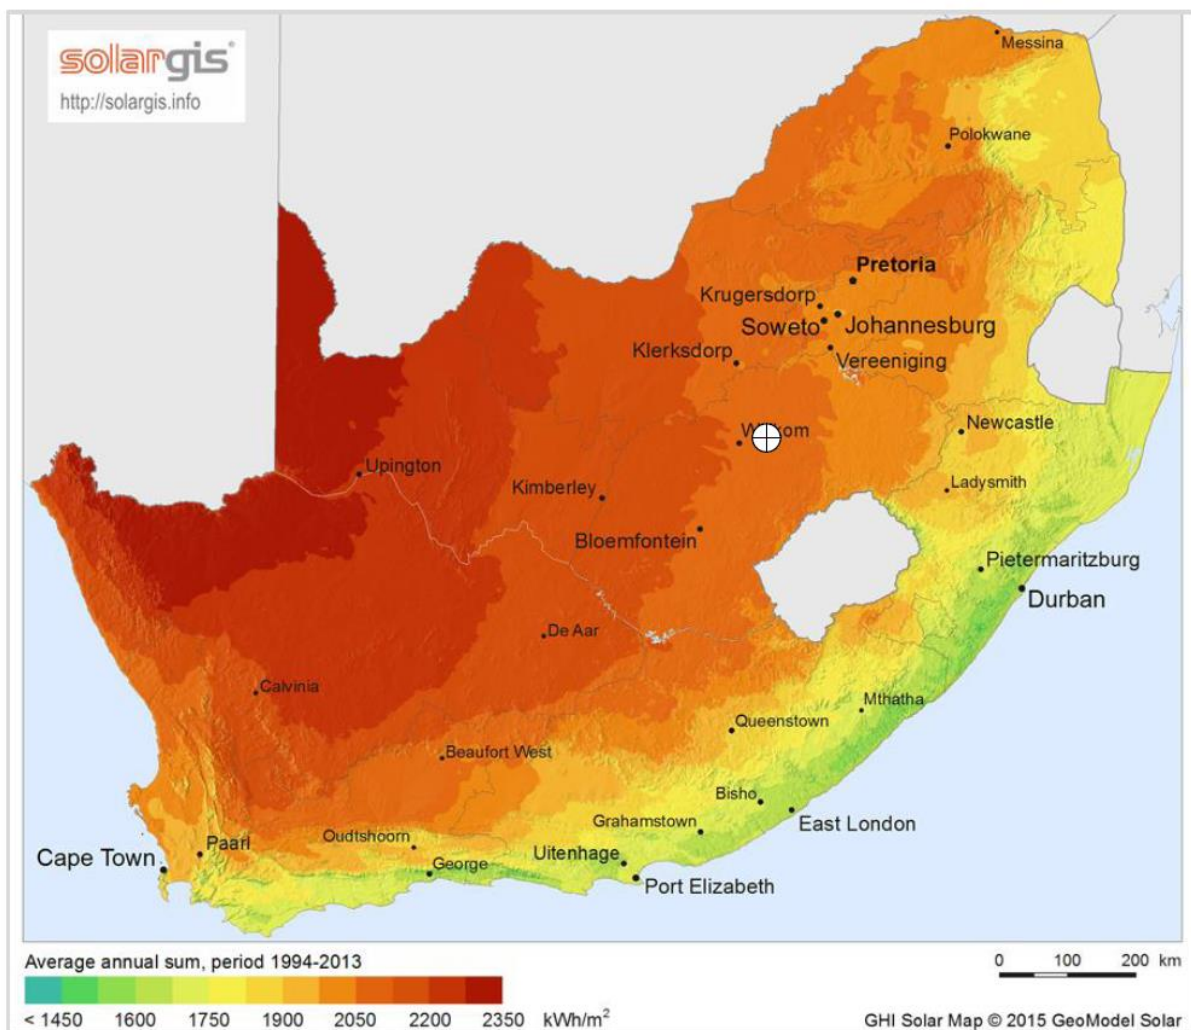 solargis
http://solargis.info
Messina
Polokwane
Pretoria
Krugersdorp
Soweto
Johannesburg
Klerksdorp
Vereeniging
Newcastle
Upington
Kimberley
Ladysmith
Bloemfontein
Pietermaritzburg
Durban
De Aar
Calvinia
Mthatha
Queenstown
Beaufort West
Bisho
East London
Grahamstown
Oudtshoorn
Paarl
Cape Town
George
Uitenhage
Port Elizabeth
Average annual sum, period 1994-2013
0 100 200 km
< 1450 1600 1750 1900 2050 2200 2350 kWh/m²
GHI Solar Map © 2015 GeoModel Solar